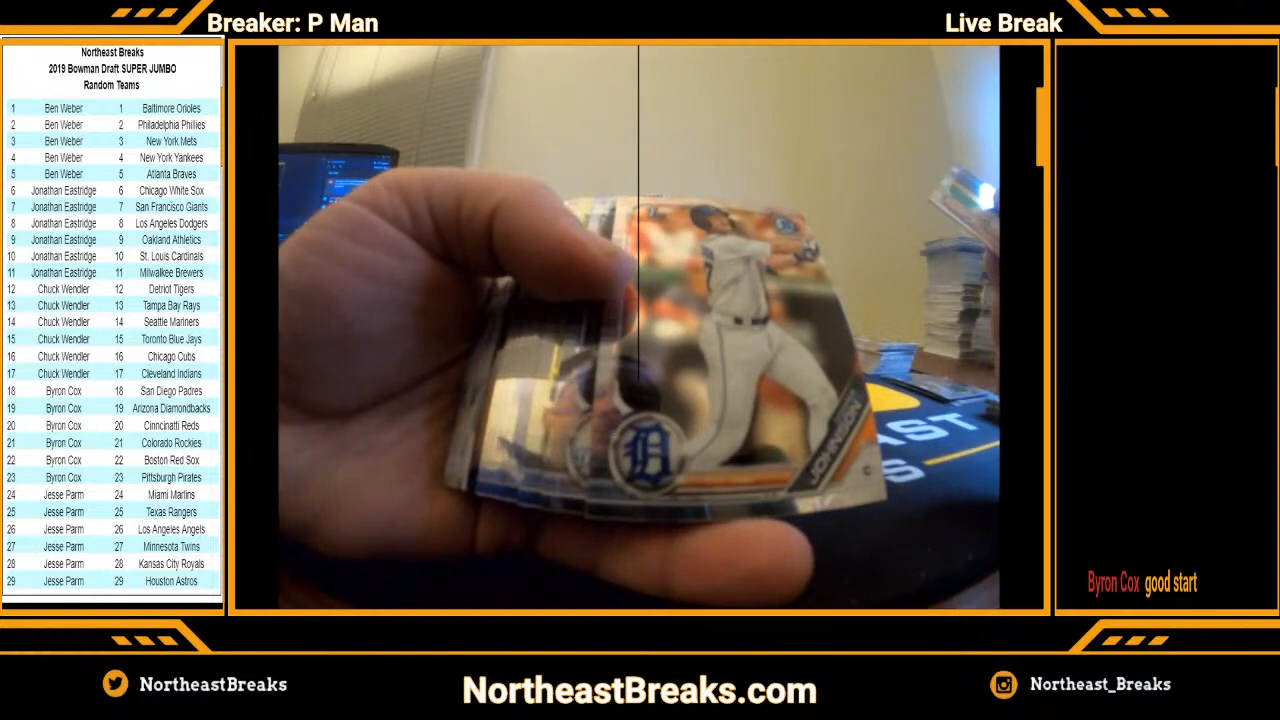 Breaker: P Man
Live Break
Northeast Breaks
2019 Bowman Draft SUPER JUMBO
Random Teams
1 Ben Weber 1 Baltimore Orioles
2 Ben Weber 2 Philadelphia Phillies
3 Ben Weber 3 New York Mets
4 Ben Weber 4 New York Yankees
5 Ben Weber 5 Atlanta Braves
6 Jonathan Eastridge 6 Chicago White Sox
7 Jonathan Eastridge 7 San Francisco Giants
8 Jonathan Eastridge 8 Los Angeles Dodgers
9 Jonathan Eastridge 9 Oakland Athletics
10 Jonathan Eastridge 10 St. Louis Cardinals
11 Jonathan Eastridge 11 Milwalkee Brewers
12 Chuck Wendler 12 Detriot Tigers
13 Chuck Wendler 13 Tampa Bay Rays
14 Chuck Wendler 14 Seattle Mariners
15 Chuck Wendler 15 Toronto Blue Jays
16 Chuck Wendler 16 Chicago Cubs
17 Chuck Wendler 17 Cleveland Indians
18 Byron Cox 18 San Diego Padres
19 Byron Cox 19 Arizona Diamondbacks
20 Byron Cox 20 Cinncinatti Reds
21 Byron Cox 21 Colorado Rockies
22 Byron Cox 22 Boston Red Sox
23 Byron Cox 23 Pittsburgh Pirates
24 Jesse Parm 24 Miami Marlins
25 Jesse Parm 25 Texas Rangers
26 Jesse Parm 26 Los Angeles Angels
27 Jesse Parm 27 Minnesota Twins
28 Jesse Parm 28 Kansas City Royals
29 Jesse Parm 29 Houston Astros
D
JOHNSON
AST
S
Byron Cox good start
NortheastBreaks
NortheastBreaks.com
Northeast_Breaks